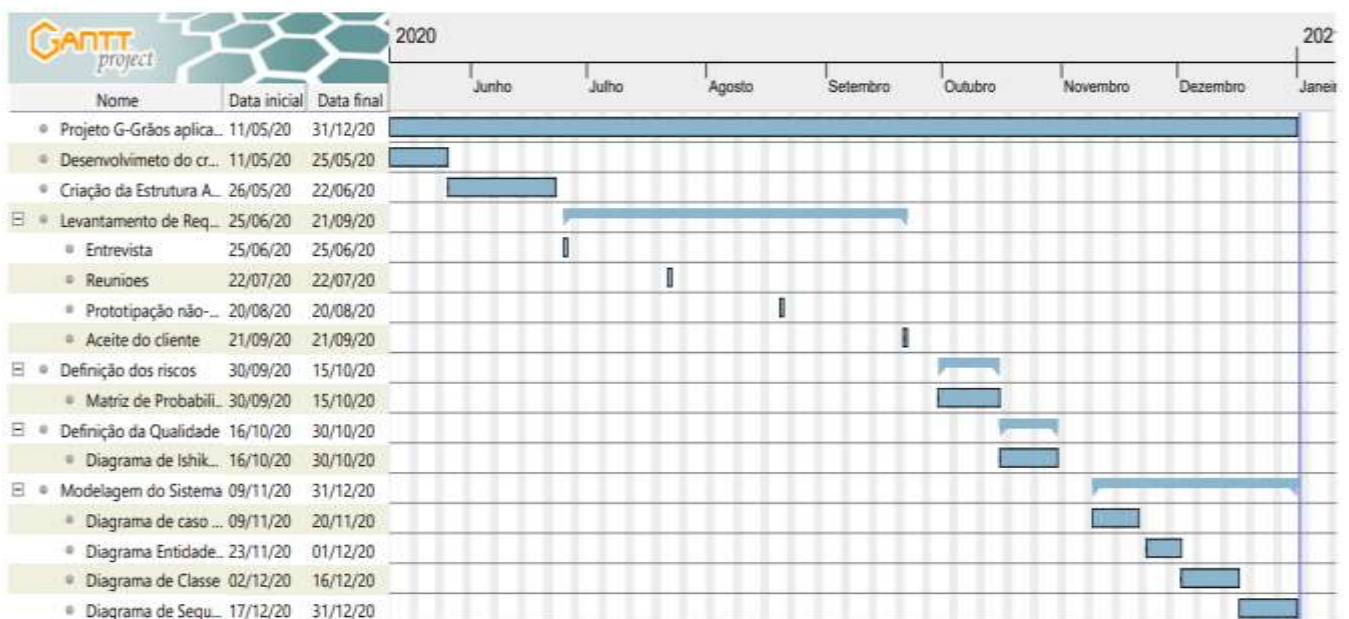 GANTT
project
2020
202
Junho Julho Agosto Setembro Outubro Novembro Dezembro Janeir
Nome Data inicial Data final
Projeto G-Grãos aplica... 11/05/20 31/12/20
Desenvolvimeto do cr... 11/05/20 25/05/20
Criação da Estrutura A... 26/05/20 22/06/20
Levantamento de Req... 25/06/20 21/09/20
Entrevista 25/06/20 25/06/20
Reunioes 22/07/20 22/07/20
Prototipação não-... 20/08/20 20/08/20
Aceite do cliente 21/09/20 21/09/20
Definição dos riscos 30/09/20 15/10/20
Matriz de Probabili... 30/09/20 15/10/20
Definição da Qualidade 16/10/20 30/10/20
Diagrama de Ishik... 16/10/20 30/10/20
Modelagem do Sistema 09/11/20 31/12/20
Diagrama de caso ... 09/11/20 20/11/20
Diagrama Entidade... 23/11/20 01/12/20
Diagrama de Classe 02/12/20 16/12/20
Diagrama de Sequ... 17/12/20 31/12/20